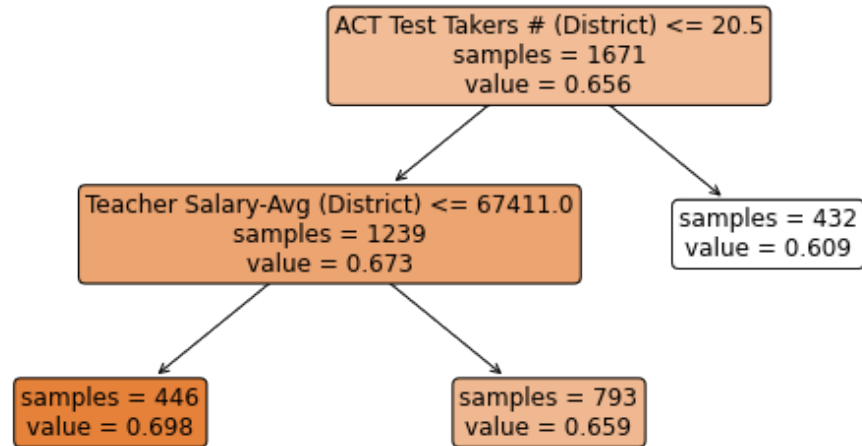 ACT Test Takers # (District) <= 20.5
samples = 1671
value = 0.656
Teacher Salary-Avg (District) <= 67411.0
samples = 1239
value = 0.673
samples = 432
value = 0.609
samples = 446
value = 0.698
samples = 793
value = 0.659